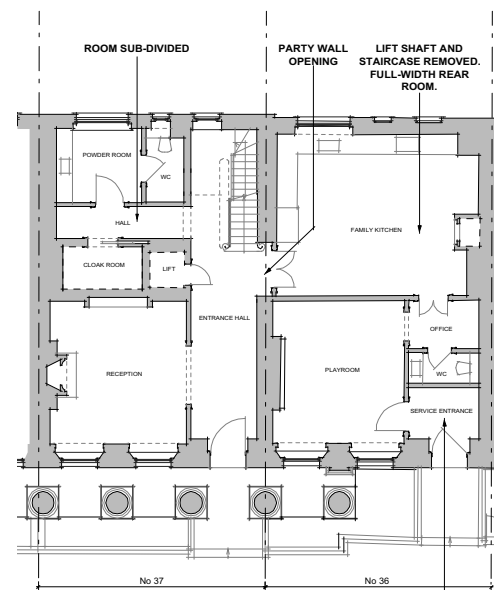 ROOM SUB-DIVIDED
PARTY WALL
OPENING
LIFT SHAFT AND
STAIRCASE REMOVED.
FULL-WIDTH REAR
ROOM.
POWDER ROOM
WC
HALL
FAMILY KITCHEN
CLOAK ROOM
LIFT
ENTRANCE HALL
OFFICE
RECEPTION
PLAYROOM
WC
SERVICE ENTRANCE
No 37
No 36